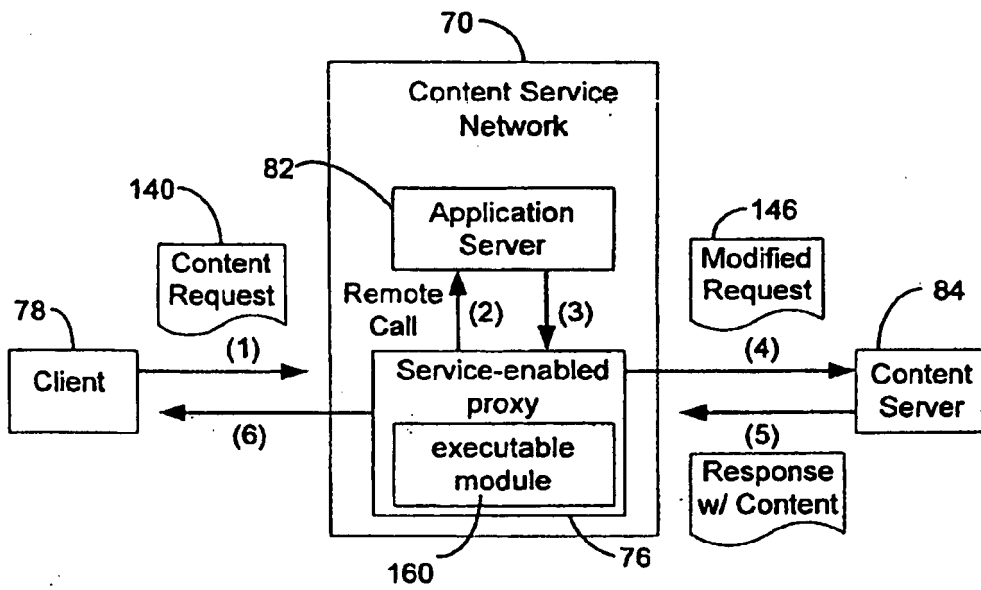 70
Content Service
Network
82
Application
Server
140
Content
Request
146
Modified
Request
78
Client
(1)
Remote
Call
(2)
(3)
(4)
84
Content
Server
Service-enabled
proxy
(6)
(5)
executable
module
Response
w/ Content
160
76